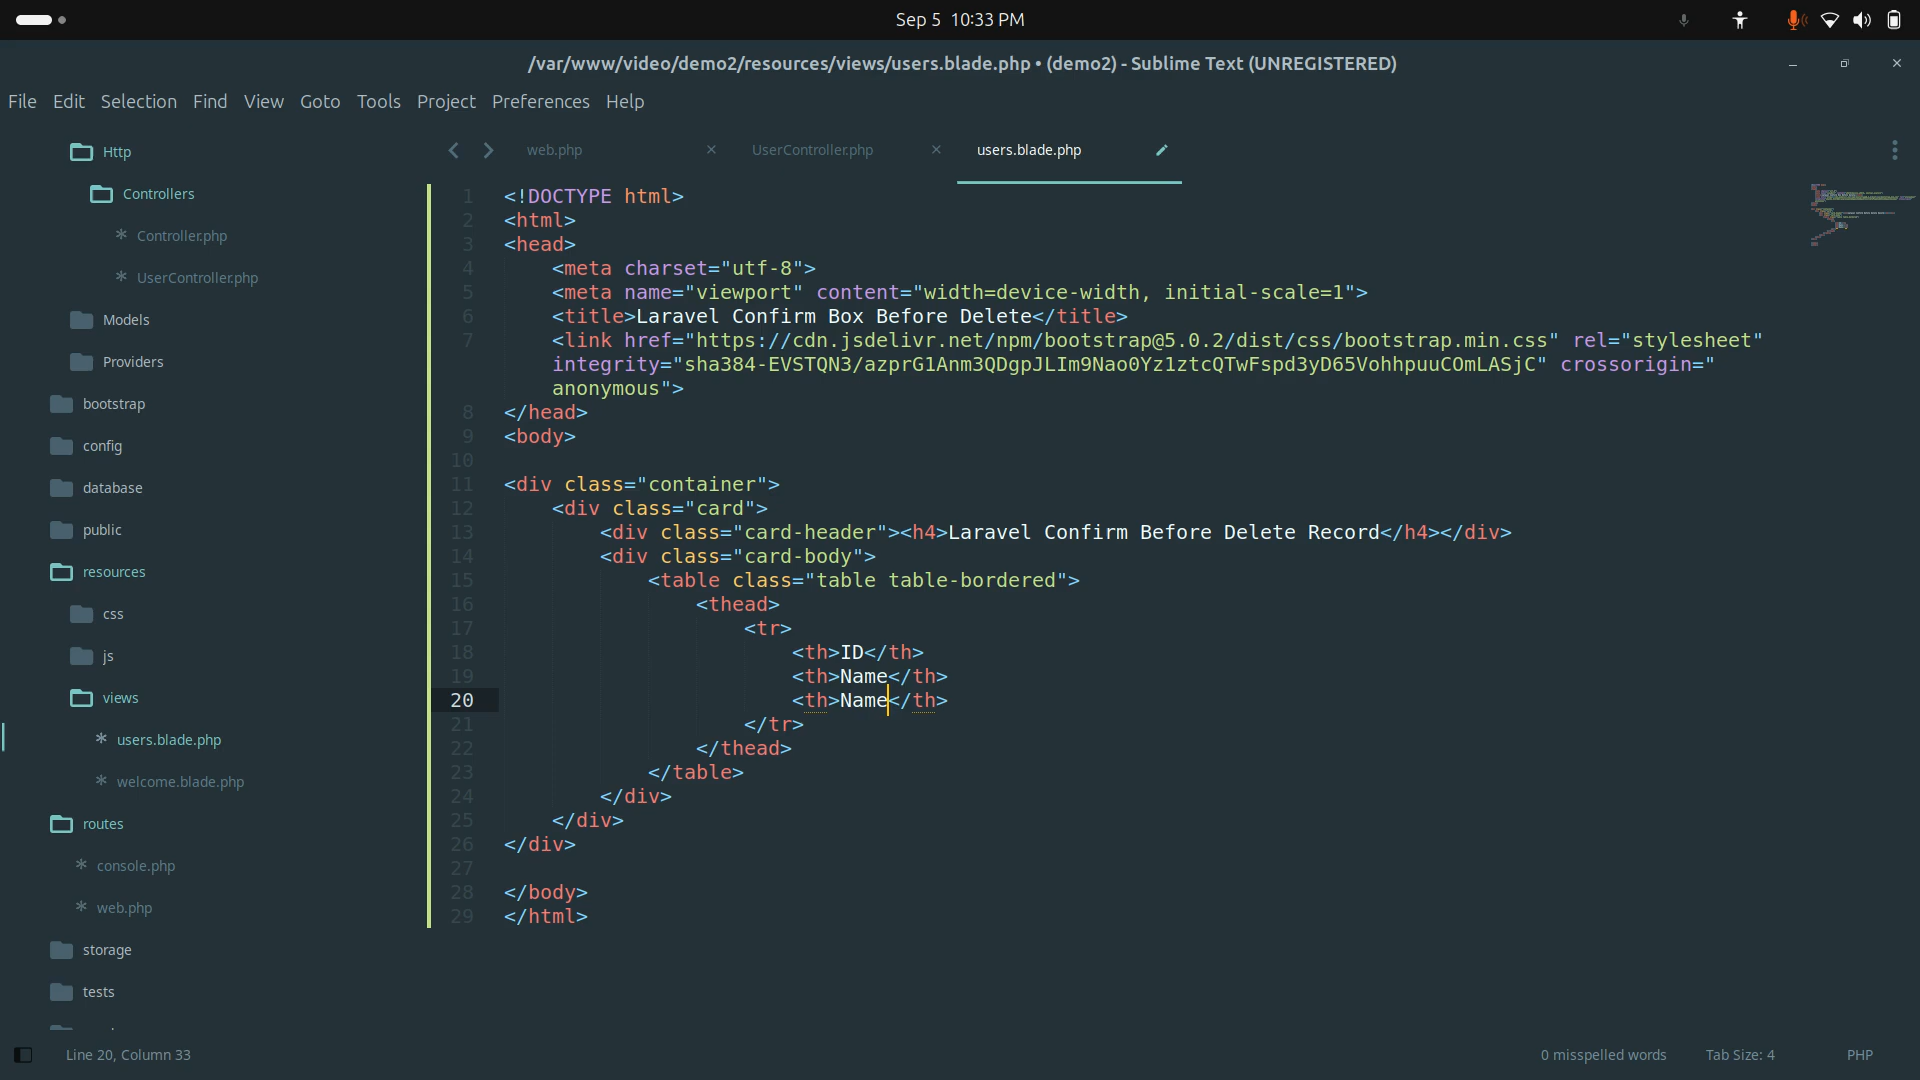 Sep 5 10:33 PM
/var/www/video/demo2/resources/views/users.blade.php • (demo2) - Sublime Text (UNREGISTERED)
File Edit Selection Find View Goto Tools Project Preferences Help
Http
Controllers
* Controller.php
* UserController.php
Models
Providers
bootstrap
config
database
public
resources
css
js
views
* users.blade.php
* welcome.blade.php
routes
* console.php
* web.php
storage
tests
web.php UserController.php users.blade.php
1 <!DOCTYPE html>
2 <html>
3 <head>
4 <meta charset="utf-8">
5 <meta name="viewport" content="width=device-width, initial-scale=1">
6 <title>Laravel Confirm Box Before Delete</title>
7 <link href="https://cdn.jsdelivr.net/npm/bootstrap@5.0.2/dist/css/bootstrap.min.css" rel="stylesheet"
integrity="sha384-EVSTQN3/azprG1Anm3QDgpJLIm9Nao0Yz1ztcQTwFspd3yD65VohhpuuCOmLASjC" crossorigin="
anonymous">
8 </head>
9 <body>
10
11 <div class="container">
12 <div class="card">
13 <div class="card-header"><h4>Laravel Confirm Before Delete Record</h4></div>
14 <div class="card-body">
15 <table class="table table-bordered">
16 <thead>
17 <tr>
18 <th>ID</th>
19 <th>Name</th>
20 <th>Name</th>
21 </tr>
22 </thead>
23 </table>
24 </div>
25 </div>
26 </div>
27
28 </body>
29 </html>
Line 20, Column 33
0 misspelled words Tab Size: 4 PHP